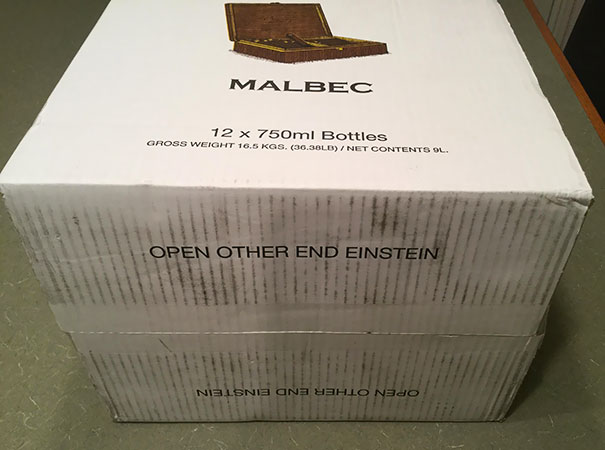 MALBEC
12 x 750ml Bottles
GROSS WEIGHT 16.5 KGS. (36.38LB) / NET CONTENTS 9L.
OPEN OTHER END EINSTEIN
OPEN OTHER END EINSTEIN